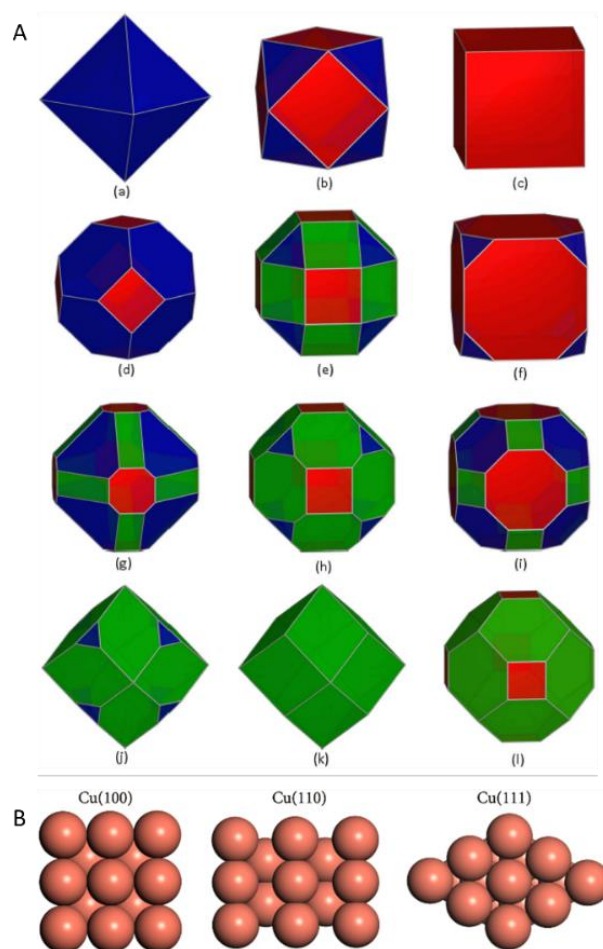 A
(a) (b) (c)
(d) (e) (f)
(g) (h) (i)
(j) (k) (l)
B
Cu(100) Cu(110) Cu(111)